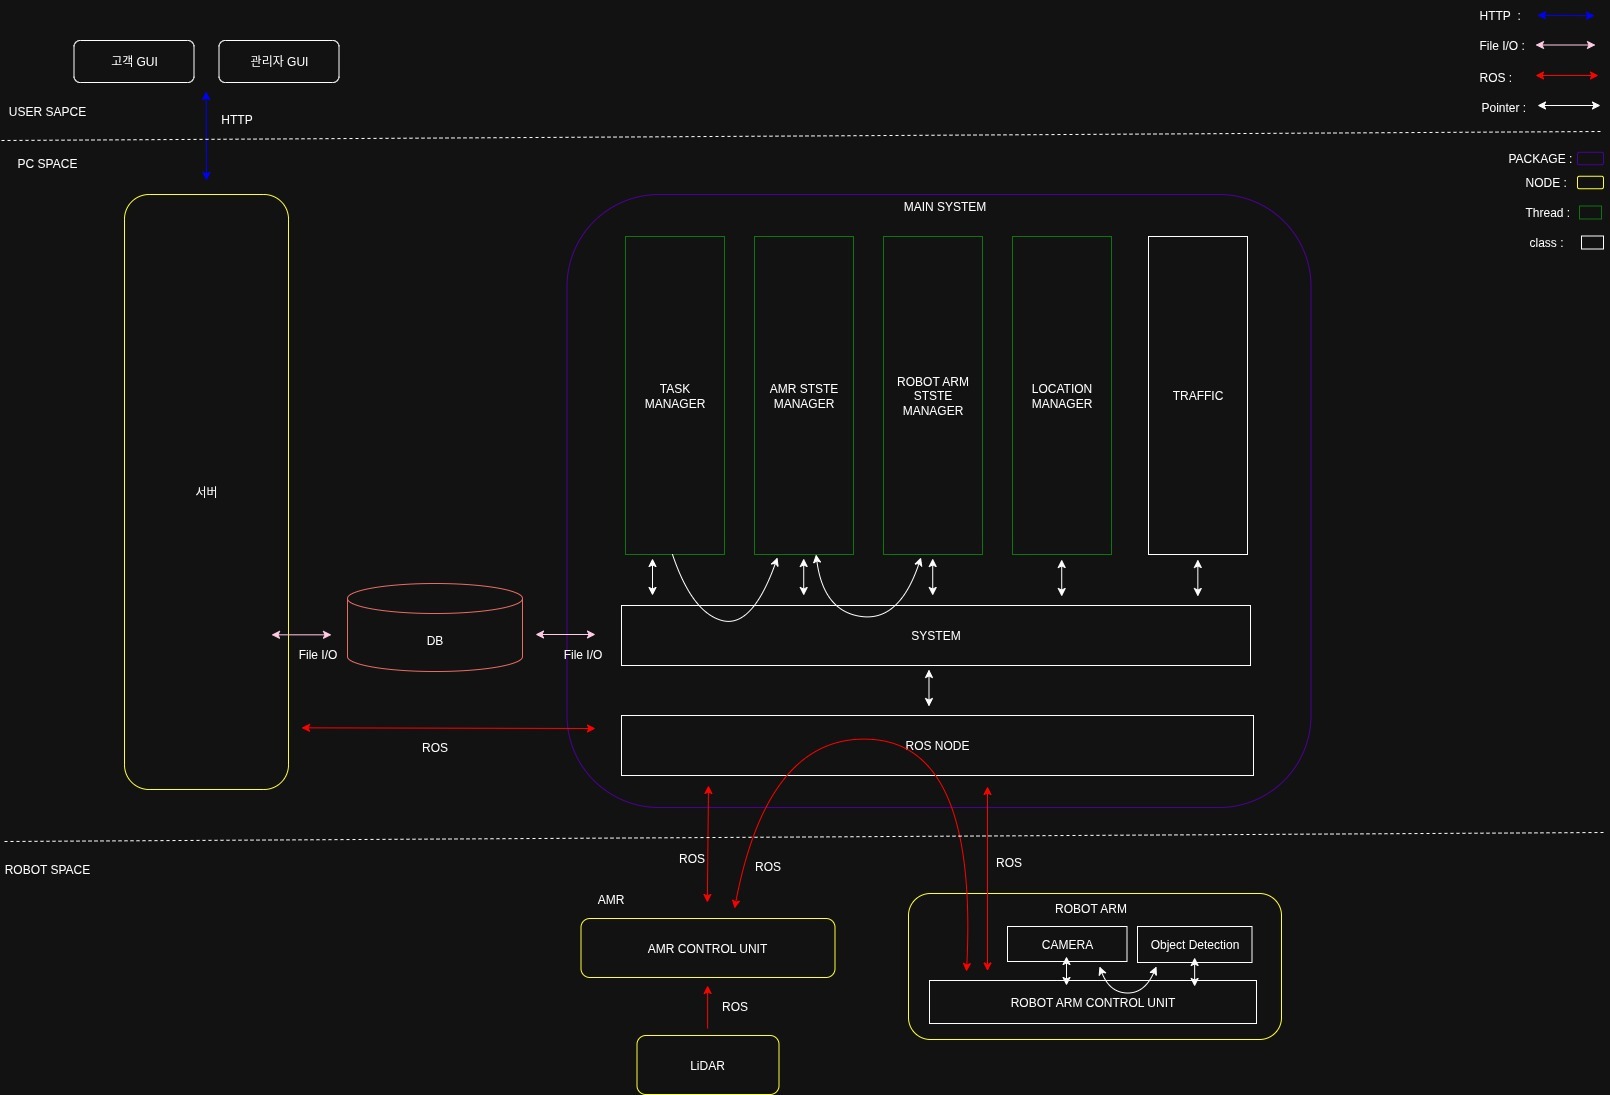 고객 GUI
관리자 GUI
HTTP :
File I/O :
ROS :
Pointer :
USER SAPCE
HTTP
PC SPACE
PACKAGE :
NODE :
Thread :
class :
MAIN SYSTEM
TASK
MANAGER
AMR STSTE
MANAGER
ROBOT ARM
STSTE
MANAGER
LOCATION
MANAGER
TRAFFIC
서버
DB
File I/O
File I/O
SYSTEM
ROS
ROS NODE
ROBOT SPACE
ROS
ROS
ROS
AMR
AMR CONTROL UNIT
ROS
LiDAR
ROBOT ARM
CAMERA
Object Detection
ROBOT ARM CONTROL UNIT